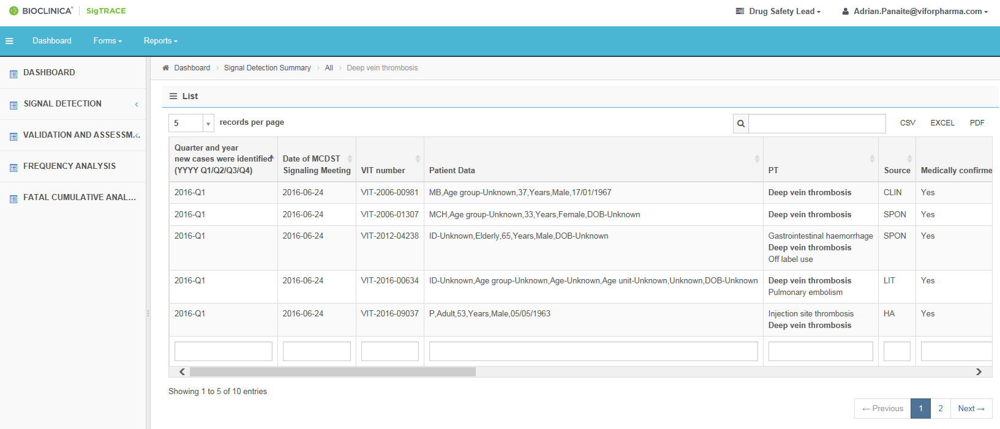 BIOCLINICA® | SigTRACE
Drug Safety Lead
Adrian.Panaite@viforpharma.com
Dashboard
Forms
Reports
DASHBOARD
SIGNAL DETECTION
VALIDATION AND ASSESSM...
FREQUENCY ANALYSIS
FATAL CUMULATIVE ANAL...
Dashboard > Signal Detection Summary > All > Deep vein thrombosis
List
5 records per page
CSV EXCEL PDF
Quarter and year
new cases were identified
(YYYY Q1/Q2/Q3/Q4)
Date of MCDST
Signaling Meeting
VIT number
Patient Data
PT
Source
Medically confirme
2016-Q1 2016-06-24 VIT-2006-00981 MB,Age group-Unknown,37,Years,Male,17/01/1967 Deep vein thrombosis CLIN Yes
2016-Q1 2016-06-24 VIT-2006-01307 MCH,Age group-Unknown,33,Years,Female,DOB-Unknown Deep vein thrombosis SPON Yes
2016-Q1 2016-06-24 VIT-2012-04238 ID-Unknown,Elderly,65,Years,Male,DOB-Unknown Gastrointestinal haemorrhage SPON Yes
Deep vein thrombosis
Off label use
2016-Q1 2016-06-24 VIT-2016-00634 ID-Unknown,Age group-Unknown,Age-Unknown,Age unit-Unknown,Unknown,DOB-Unknown Deep vein thrombosis LIT Yes
Pulmonary embolism
2016-Q1 2016-06-24 VIT-2016-09037 P,Adult,53,Years,Male,05/05/1963 Injection site thrombosis HA Yes
Deep vein thrombosis
Showing 1 to 5 of 10 entries
← Previous 1 2 Next →